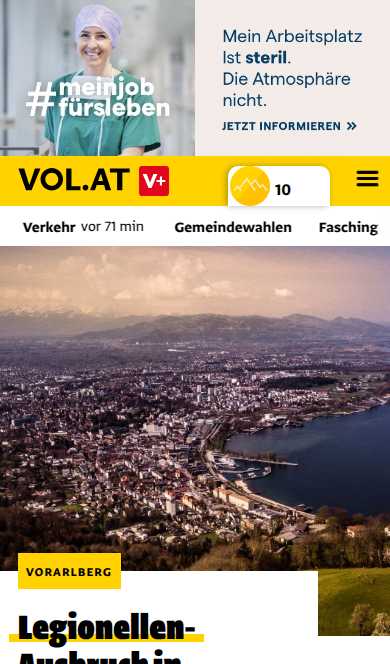 #meinjob
fürsleben
Mein Arbeitsplatz
Ist steril.
Die Atmosphäre
nicht.
JETZT INFORMIEREN »
VOL.AT V+
10
Verkehr vor 71 min Gemeindewahlen Fasching
VORARLBERG
Legionellen-
Ausbruch in